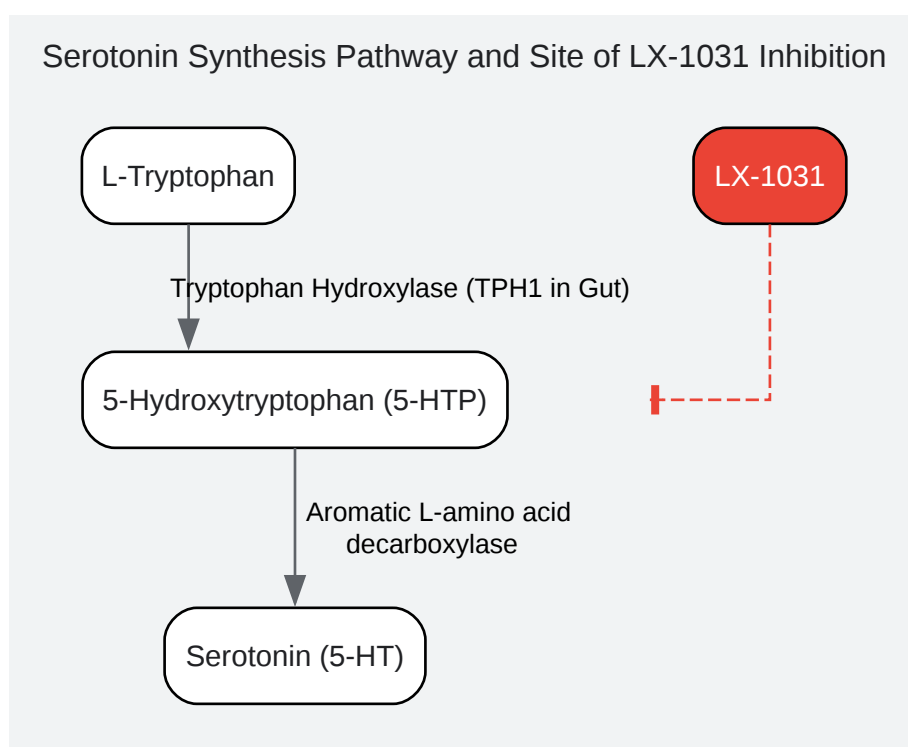 Serotonin Synthesis Pathway and Site of LX-1031 Inhibition
L-Tryptophan
LX-1031
Tryptophan Hydroxylase (TPH1 in Gut)
5-Hydroxytryptophan (5-HTP)
Aromatic L-amino acid
decarboxylase
Serotonin (5-HT)